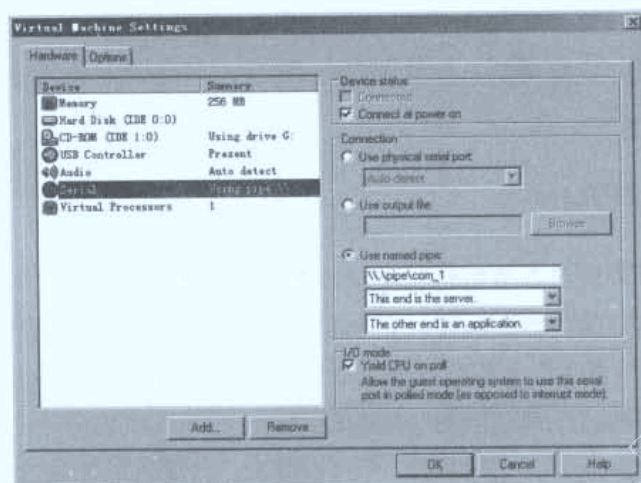 Virtual Machine Settings
Hardware Options
Device Summary
Memory 256 MB
Hard Disk (IDE 0:0)
CD-ROM (IDE 1:0) Using drive G:
USB Controller Present
Audio Auto detect
Serial Using pipe \\.
Virtual Processors 1
Add... Remove
Device status
Connected
Connect at power on
Connection
Use physical serial port:
Auto detect
Use output file:
Browse
Use named pipe:
\\.\pipe\com_1
This end is the server.
The other end is an application.
I/O mode
Yield CPU on poll
Allow the guest operating system to use this serial
port in polled mode (as opposed to interrupt mode).
OK Cancel Help